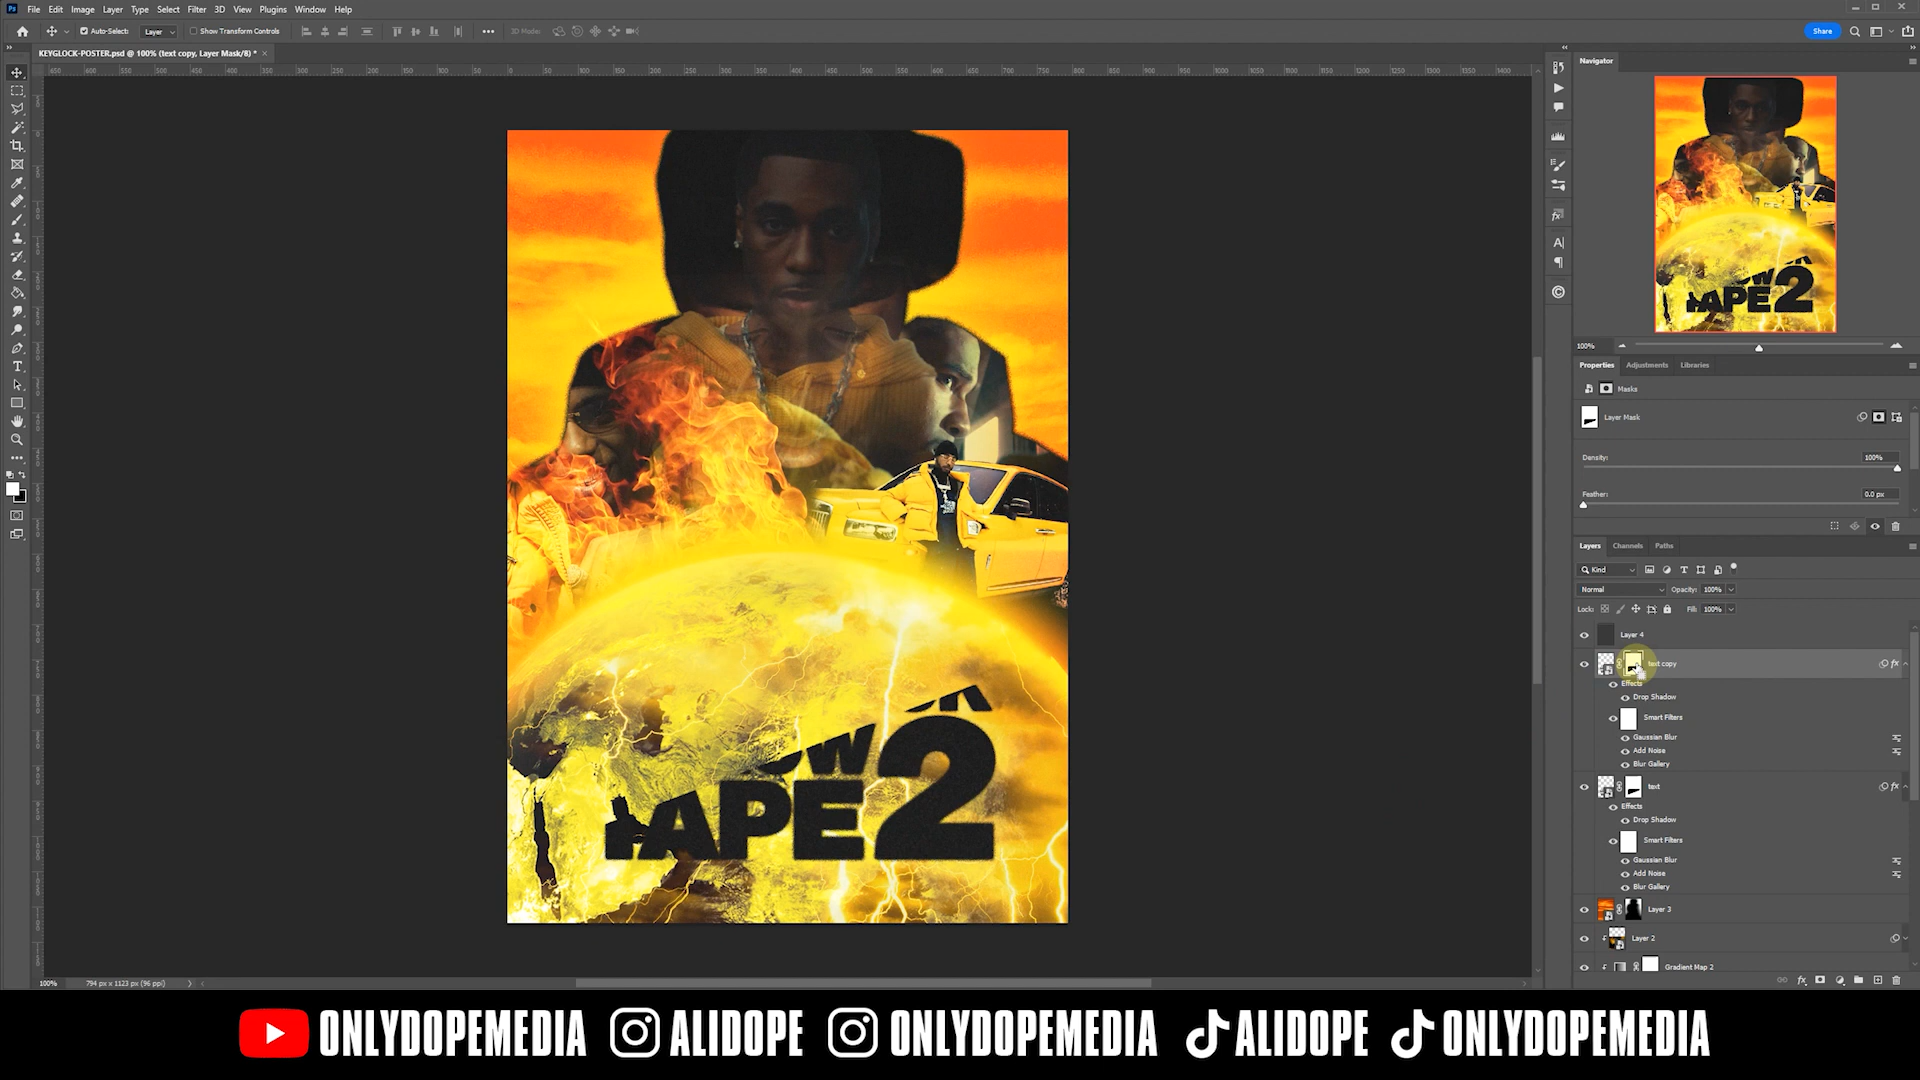 File Edit Image Layer Type Select Filter 3D View Plugins Window Help
Auto-Select: Layer Show Transform Controls 3D Mode: Share
KEYGLOCK-POSTER.psd @ 100% (text copy, Layer Mask/8) * ×
Navigator
100%
Properties Adjustments Libraries
Masks
Layer Mask
Density: 100%
Feather: 0.0 px
Layers Channels Paths
Kind
Normal Opacity: 100%
Lock: Fill: 100%
Layer 4
text copy
Effects
Drop Shadow
Smart Filters
Gaussian Blur
Add Noise
Blur Gallery
text
Effects
Drop Shadow
Smart Filters
Gaussian Blur
Add Noise
Blur Gallery
Layer 3
Layer 2
Gradient Map 2
APE 2
100% 794 px x 1123 px (96 ppi)
ONLYDOPEMEDIA ALIDOPE ONLYDOPEMEDIA ALIDOPE ONLYDOPEMEDIA